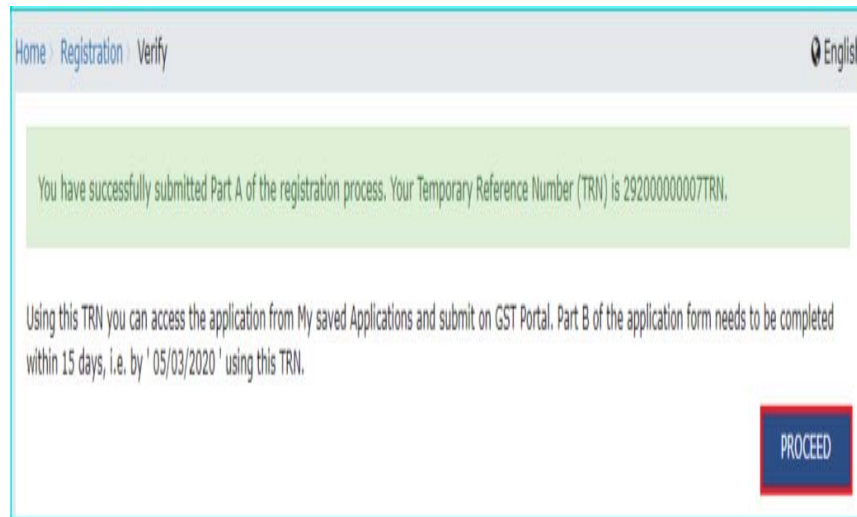 Home › Registration › Verify
English
You have successfully submitted Part A of the registration process. Your Temporary Reference Number (TRN) is 292000000007TRN.
Using this TRN you can access the application from My saved Applications and submit on GST Portal. Part B of the application form needs to be completed
within 15 days, i.e. by ' 05/03/2020 ' using this TRN.
PROCEED